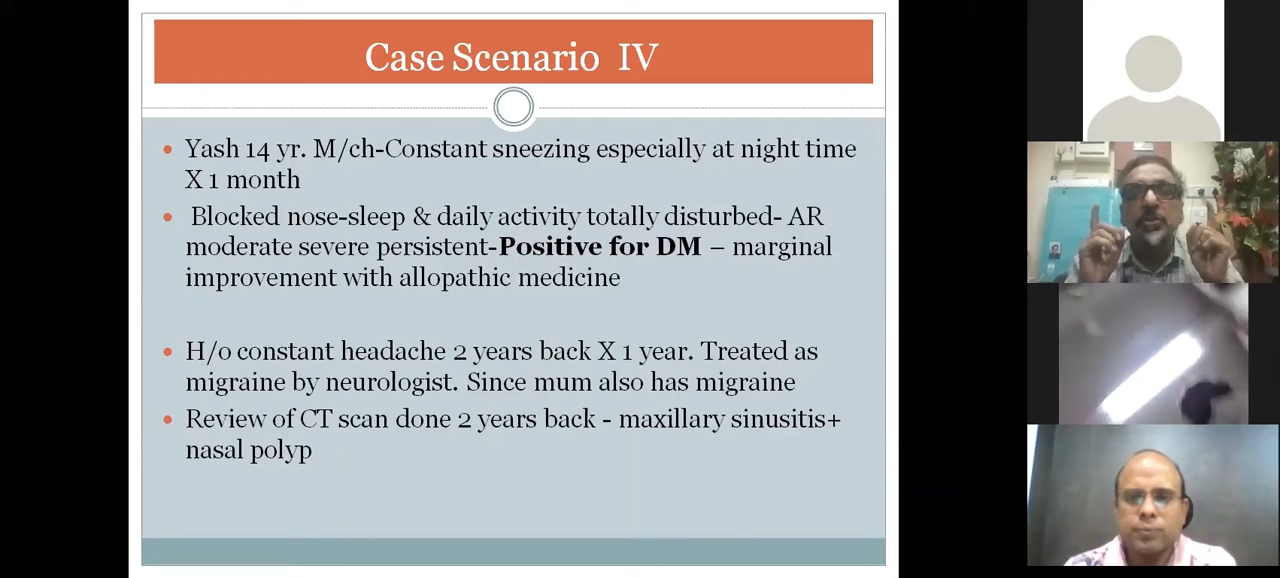 Case Scenario IV
Yash 14 yr. M/ch-Constant sneezing especially at night time
X 1 month
Blocked nose-sleep & daily activity totally disturbed- AR
moderate severe persistent-Positive for DM – marginal
improvement with allopathic medicine
H/o constant headache 2 years back X 1 year. Treated as
migraine by neurologist. Since mum also has migraine
Review of CT scan done 2 years back - maxillary sinusitis+
nasal polyp